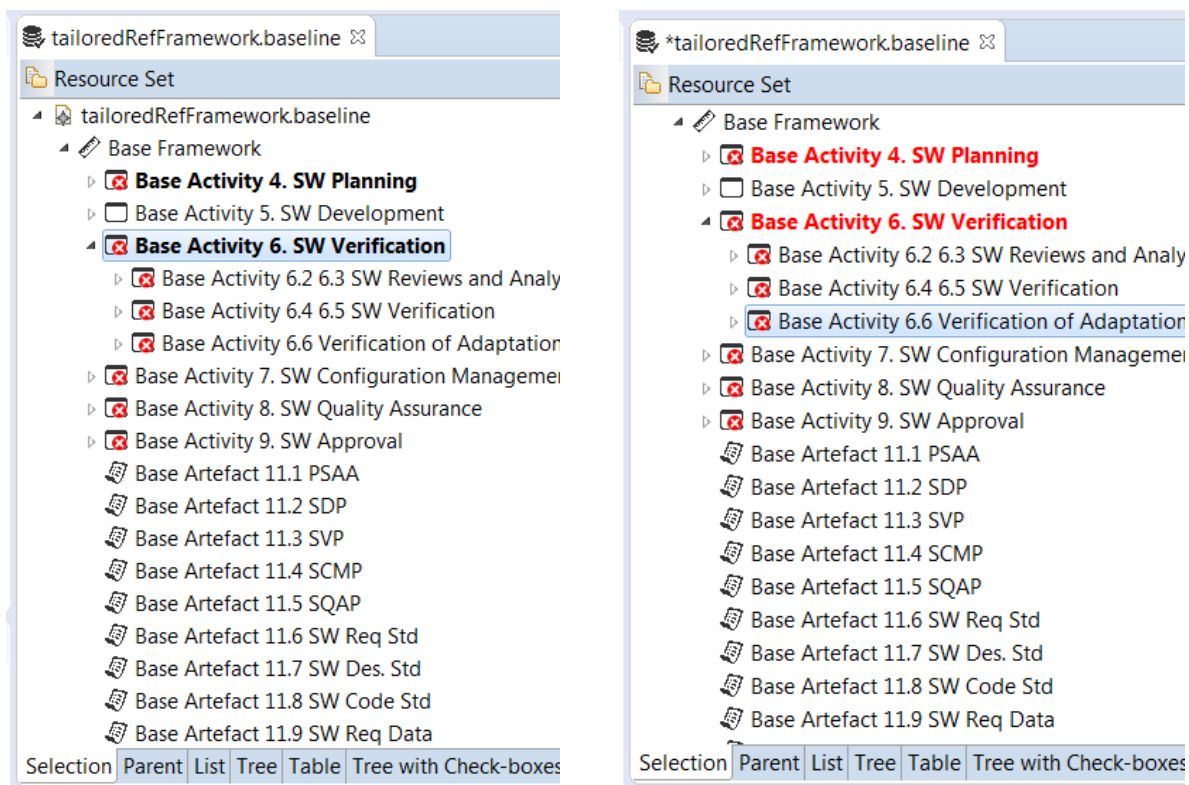 tailoredRefFramework.baseline
Resource Set
tailoredRefFramework.baseline
Base Framework
Base Activity 4. SW Planning
Base Activity 5. SW Development
Base Activity 6. SW Verification
Base Activity 6.2 6.3 SW Reviews and Analy
Base Activity 6.4 6.5 SW Verification
Base Activity 6.6 Verification of Adaptation
Base Activity 7. SW Configuration Manageme
Base Activity 8. SW Quality Assurance
Base Activity 9. SW Approval
Base Artefact 11.1 PSAA
Base Artefact 11.2 SDP
Base Artefact 11.3 SVP
Base Artefact 11.4 SCMP
Base Artefact 11.5 SQAP
Base Artefact 11.6 SW Req Std
Base Artefact 11.7 SW Des. Std
Base Artefact 11.8 SW Code Std
Base Artefact 11.9 SW Req Data
Selection Parent List Tree Table Tree with Check-boxes
*tailoredRefFramework.baseline
Resource Set
Base Framework
Base Activity 4. SW Planning
Base Activity 5. SW Development
Base Activity 6. SW Verification
Base Activity 6.2 6.3 SW Reviews and Analy
Base Activity 6.4 6.5 SW Verification
Base Activity 6.6 Verification of Adaptation
Base Activity 7. SW Configuration Manageme
Base Activity 8. SW Quality Assurance
Base Activity 9. SW Approval
Base Artefact 11.1 PSAA
Base Artefact 11.2 SDP
Base Artefact 11.3 SVP
Base Artefact 11.4 SCMP
Base Artefact 11.5 SQAP
Base Artefact 11.6 SW Req Std
Base Artefact 11.7 SW Des. Std
Base Artefact 11.8 SW Code Std
Base Artefact 11.9 SW Req Data
Selection Parent List Tree Table Tree with Check-boxes